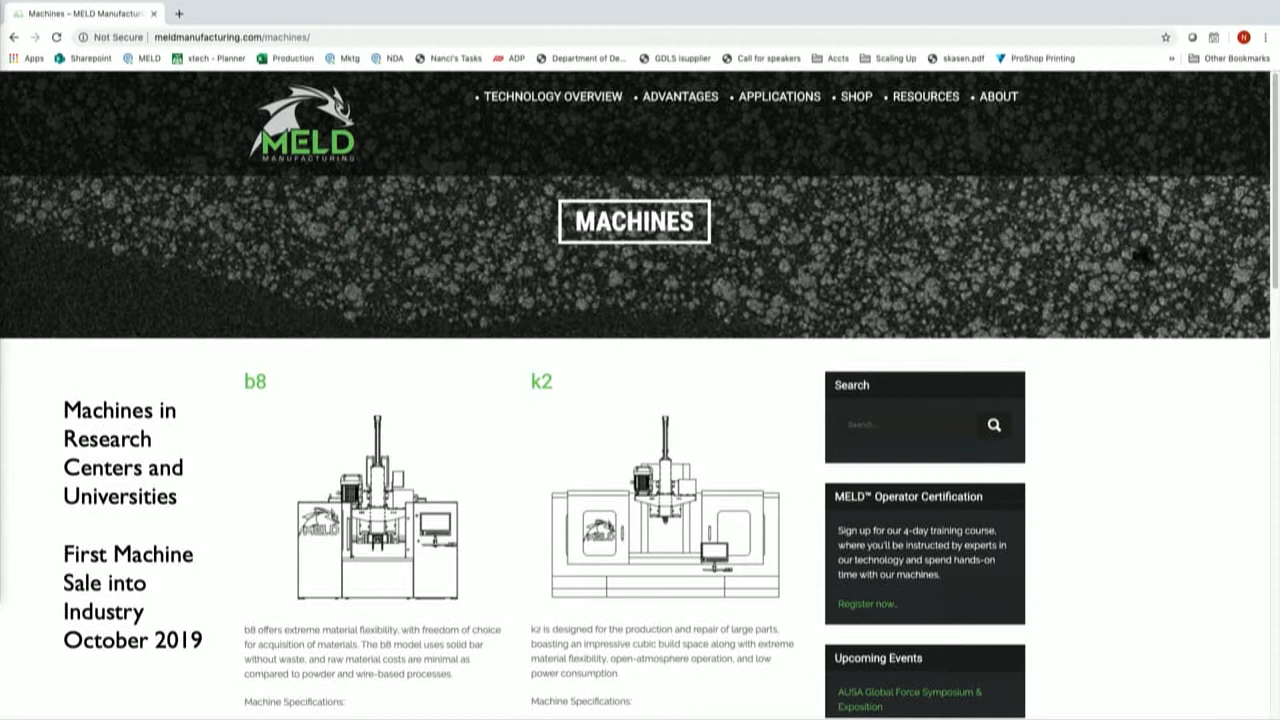 Machines – MELD Manufactur
Not Secure | meldmanufacturing.com/machines/
Apps Sharepoint MELD xtech - Planner Production Mktg NDA Nanci's Tasks ADP Department of De... GDLS isupplier Call for speakers Accts Scaling Up skasen.pdf ProShop Printing » Other Bookmarks
N
MELD
MANUFACTURING
• TECHNOLOGY OVERVIEW • ADVANTAGES • APPLICATIONS • SHOP • RESOURCES • ABOUT
MACHINES
Machines in
Research
Centers and
Universities
First Machine
Sale into
Industry
October 2019
b8
MELD
b8 offers extreme material flexibility, with freedom of choice
for acquisition of materials. The b8 model uses solid bar
without waste, and raw material costs are minimal as
compared to powder and wire-based processes.
Machine Specifications:
k2
MELD
k2 is designed for the production and repair of large parts,
boasting an impressive cubic build space along with extreme
material flexibility, open-atmosphere operation, and low
power consumption.
Machine Specifications:
Search
Search...
MELD™ Operator Certification
Sign up for our 4-day training course,
where you'll be instructed by experts in
our technology and spend hands-on
time with our machines.
Register now..
Upcoming Events
AUSA Global Force Symposium &
Exposition